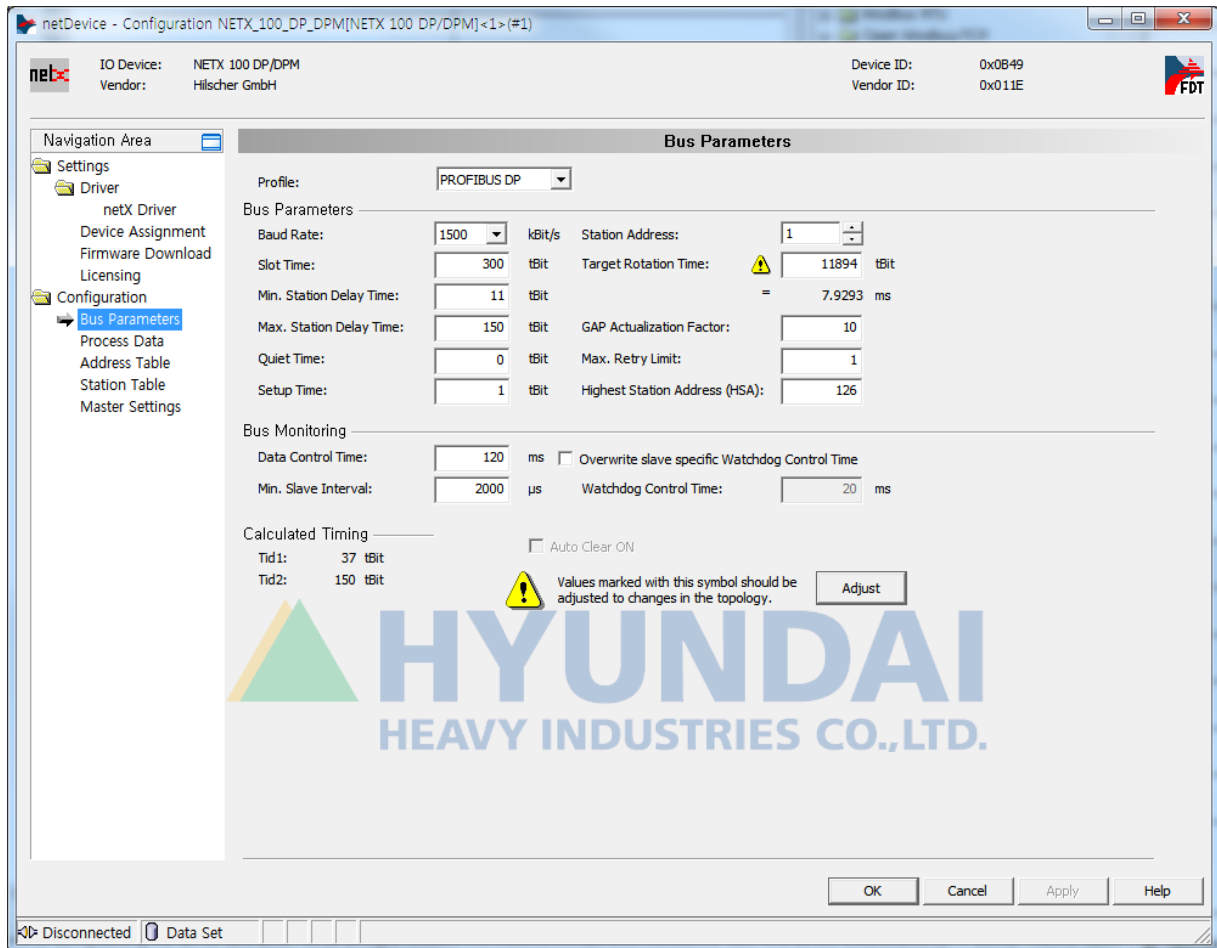 netDevice - Configuration NETX_100_DP_DPM[NETX 100 DP/DPM]<1>(#1)
netx
IO Device: NETX 100 DP/DPM
Vendor: Hilscher GmbH
Device ID: 0x0B49
Vendor ID: 0x011E
FDT
Navigation Area
Settings
Driver
netX Driver
Device Assignment
Firmware Download
Licensing
Configuration
Bus Parameters
Process Data
Address Table
Station Table
Master Settings
Bus Parameters
Profile: PROFIBUS DP
Bus Parameters
Baud Rate: 1500 kBit/s Station Address: 1
Slot Time: 300 tBit Target Rotation Time: 11894 tBit
Min. Station Delay Time: 11 tBit = 7.9293 ms
Max. Station Delay Time: 150 tBit GAP Actualization Factor: 10
Quiet Time: 0 tBit Max. Retry Limit: 1
Setup Time: 1 tBit Highest Station Address (HSA): 126
Bus Monitoring
Data Control Time: 120 ms Overwrite slave specific Watchdog Control Time
Min. Slave Interval: 2000 µs Watchdog Control Time: 20 ms
Calculated Timing
Tid1: 37 tBit
Tid2: 150 tBit
Auto Clear ON
Values marked with this symbol should be
adjusted to changes in the topology.
Adjust
HYUNDAI
HEAVY INDUSTRIES CO.,LTD.
OK Cancel Apply Help
Disconnected Data Set